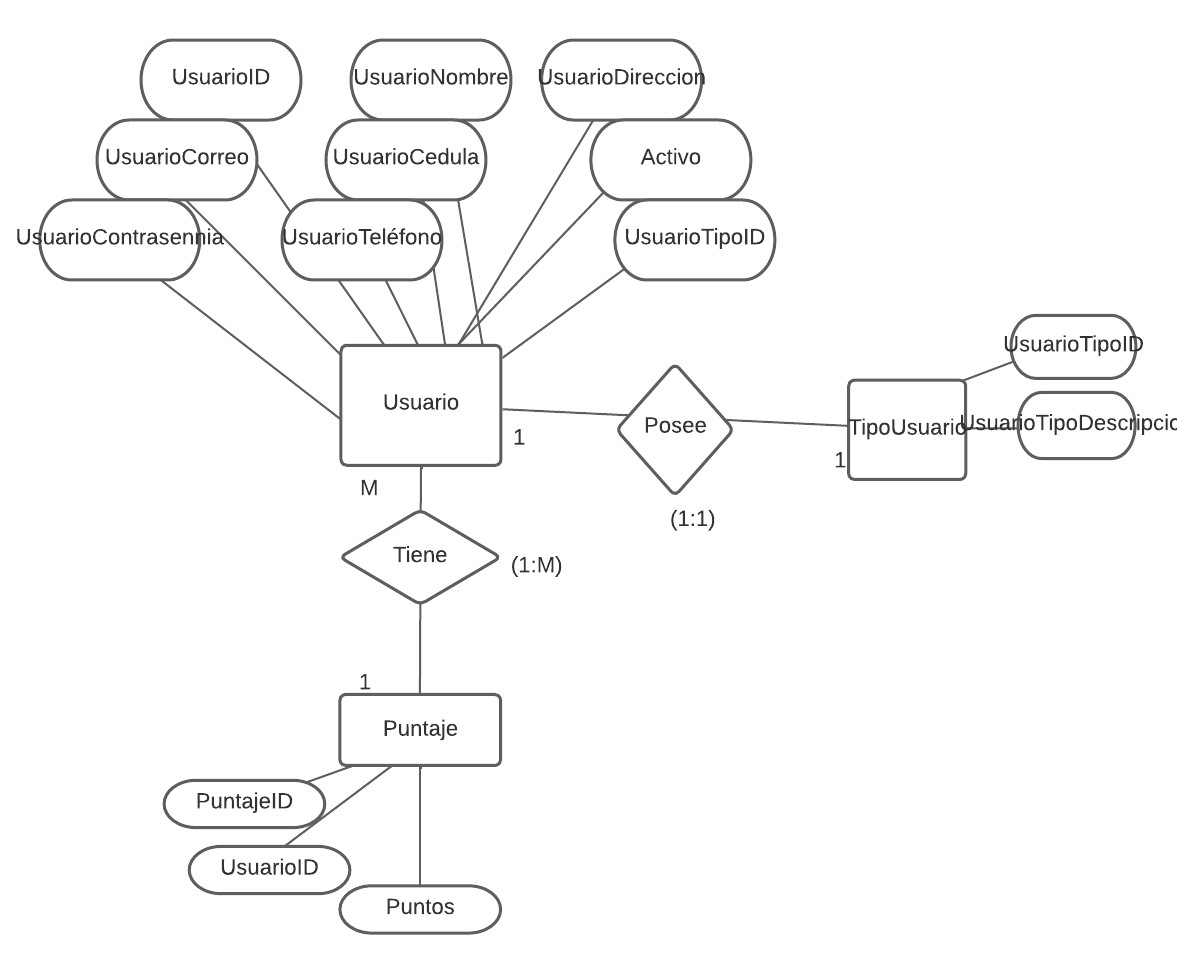 UsuarioID
UsuarioNombre
UsuarioDireccion
UsuarioCorreo
UsuarioCedula
Activo
UsuarioContrasennia
UsuarioTeléfono
UsuarioTipoID
UsuarioTipoID
Usuario
Posee
TipoUsuario
UsuarioTipoDescripcio
1
1
M
(1:1)
Tiene
(1:M)
1
Puntaje
PuntajeID
UsuarioID
Puntos